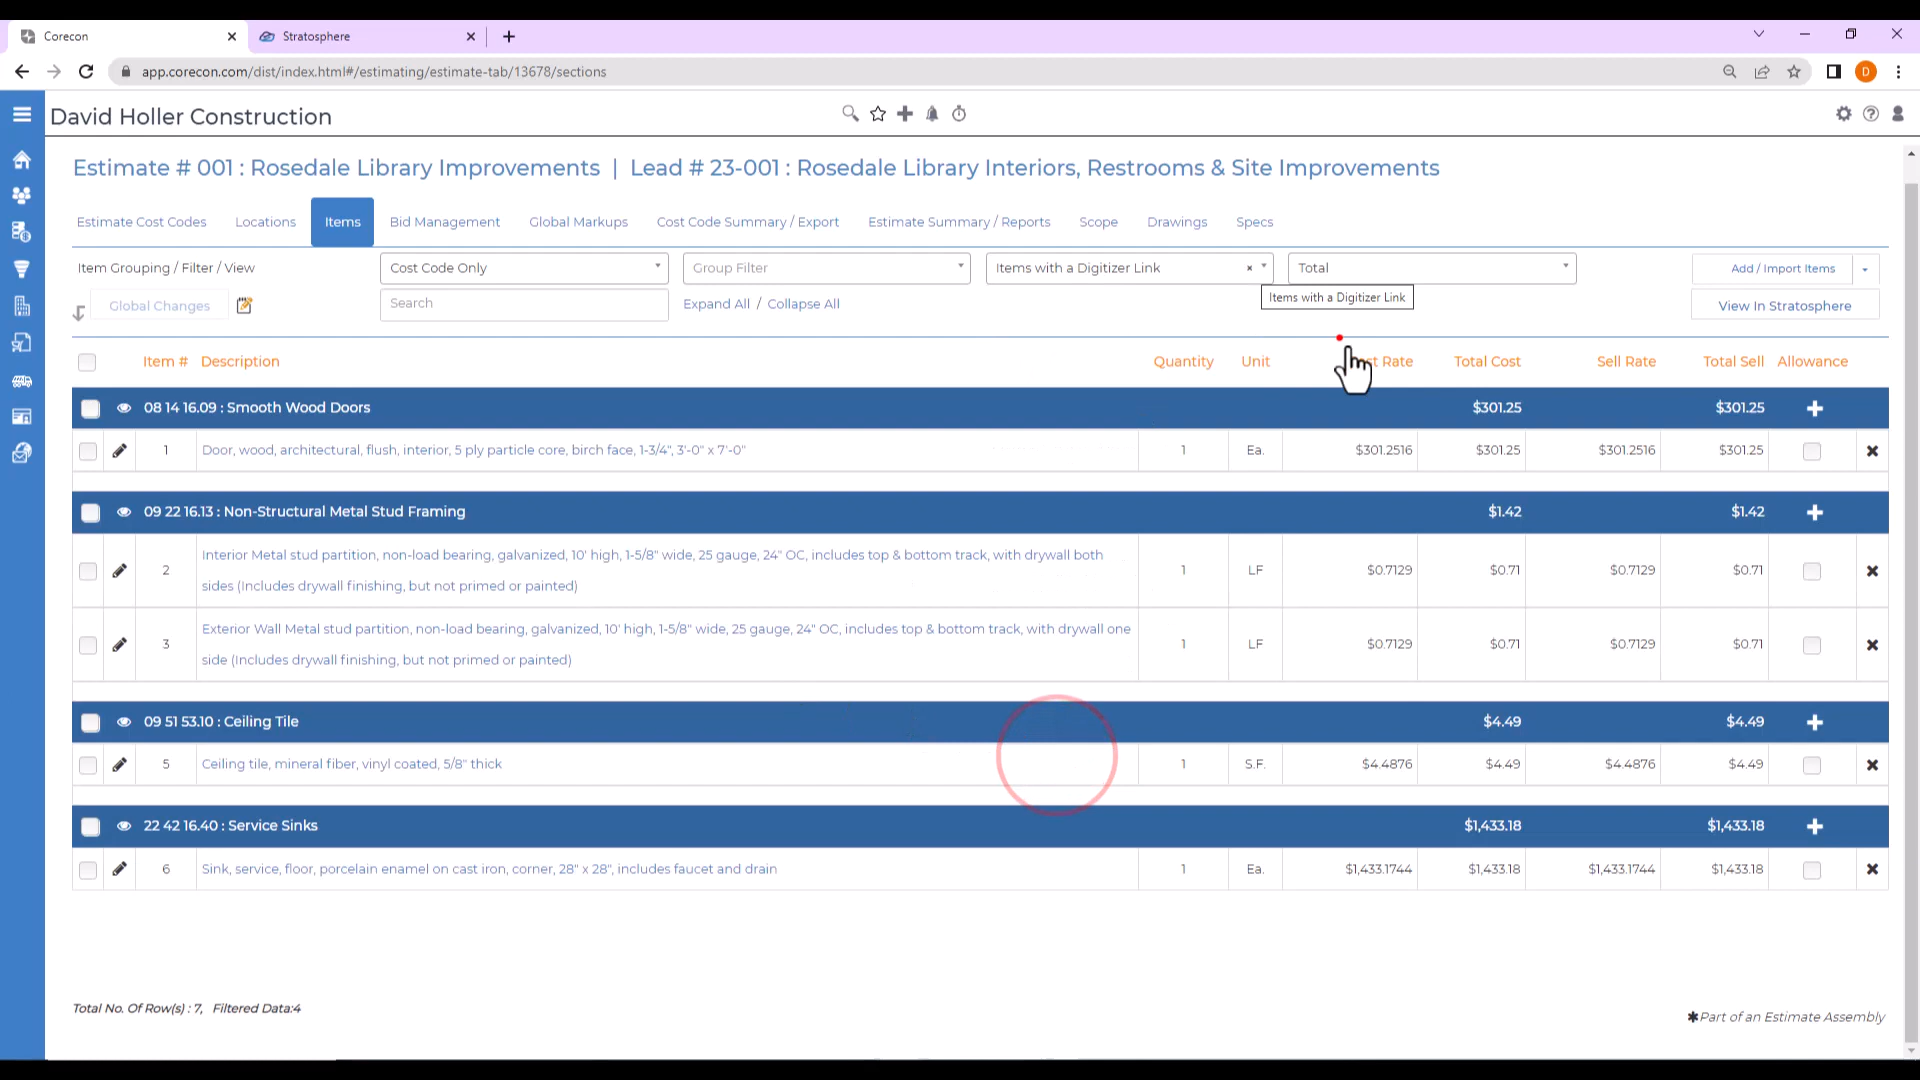 Corecon
Stratosphere
app.corecon.com/dist/index.html#/estimating/estimate-tab/13678/sections
D
David Holler Construction
Estimate # 001 : Rosedale Library Improvements | Lead # 23-001 : Rosedale Library Interiors, Restrooms & Site Improvements
Estimate Cost Codes Locations Items Bid Management Global Markups Cost Code Summary / Export Estimate Summary / Reports Scope Drawings Specs
Item Grouping / Filter / View Cost Code Only Group Filter Items with a Digitizer Link × Total Add / Import Items
Global Changes Search Expand All / Collapse All Items with a Digitizer Link View In Stratosphere
Item # Description Quantity Unit Rate Total Cost Sell Rate Total Sell Allowance
08 14 16.09 : Smooth Wood Doors $301.25 $301.25
1 Door, wood, architectural, flush, interior, 5 ply particle core, birch face, 1-3/4", 3'-0" x 7'-0" 1 Ea. $301.2516 $301.25 $301.2516 $301.25
09 22 16.13 : Non-Structural Metal Stud Framing $1.42 $1.42
Interior Metal stud partition, non-load bearing, galvanized, 10' high, 1-5/8" wide, 25 gauge, 24" OC, includes top & bottom track, with drywall both
2 sides (Includes drywall finishing, but not primed or painted) 1 LF $0.7129 $0.71 $0.7129 $0.71
Exterior Wall Metal stud partition, non-load bearing, galvanized, 10' high, 1-5/8" wide, 25 gauge, 24" OC, includes top & bottom track, with drywall one
3 side (Includes drywall finishing, but not primed or painted) 1 LF $0.7129 $0.71 $0.7129 $0.71
09 51 53.10 : Ceiling Tile $4.49 $4.49
5 Ceiling tile, mineral fiber, vinyl coated, 5/8" thick 1 S.F. $4.4876 $4.49 $4.4876 $4.49
22 42 16.40 : Service Sinks $1,433.18 $1,433.18
6 Sink, service, floor, porcelain enamel on cast iron, corner, 28" x 28", includes faucet and drain 1 Ea. $1,433.1744 $1,433.18 $1,433.1744 $1,433.18
Total No. Of Row(s) : 7, Filtered Data:4
✱Part of an Estimate Assembly